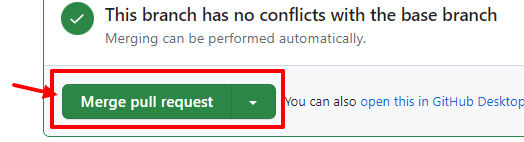 This branch has no conflicts with the base branch
Merging can be performed automatically.
Merge pull request You can also open this in GitHub Desktop